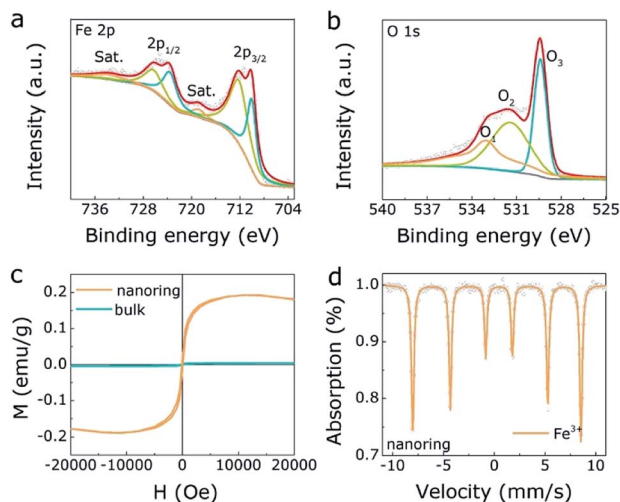 a
Fe 2p
Sat.
2p1/2
Sat.
2p3/2
Intensity (a.u.)
736 728 720 712 704
Binding energy (eV)
b
O 1s
O1
O2
O3
Intensity (a.u.)
540 537 534 531 528 525
Binding energy (eV)
c
nanoring
bulk
M (emu/g)
0.2
0.1
0.0
-0.1
-0.2
-20000 -10000 0 10000 20000
H (Oe)
d
Absorption (%)
1.0
0.9
0.8
0.7
nanoring
Fe3+
-10 -5 0 5 10
Velocity (mm/s)